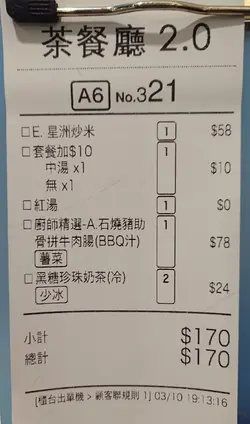 茶餐廳 2.0
A6 No.321
□E. 星洲炒米 1 $58
□套餐加$10 1
中湯 x1 $10
無 x1
□紅湯 1 $0
□廚師精選-A.石燒豬助 1
骨拼牛肉腸(BBQ汁) $78
薯菜
□黑糖珍珠奶茶(冷) 2
少冰 $24
小計 $170
總計 $170
[櫃台出單機 > 顧客聯規則 1] 03/10 19:13:16